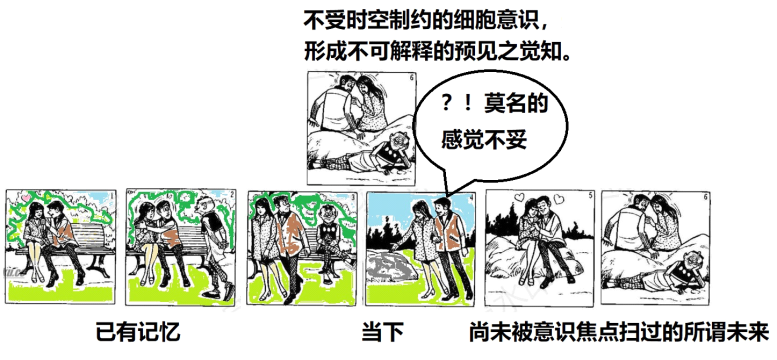 不受时空制约的细胞意识，
形成不可解释的预见之觉知。
6
？！莫名的
感觉不妥
1
2
3
4
5
6
已有记忆
当下
尚未被意识焦点扫过的所谓未来